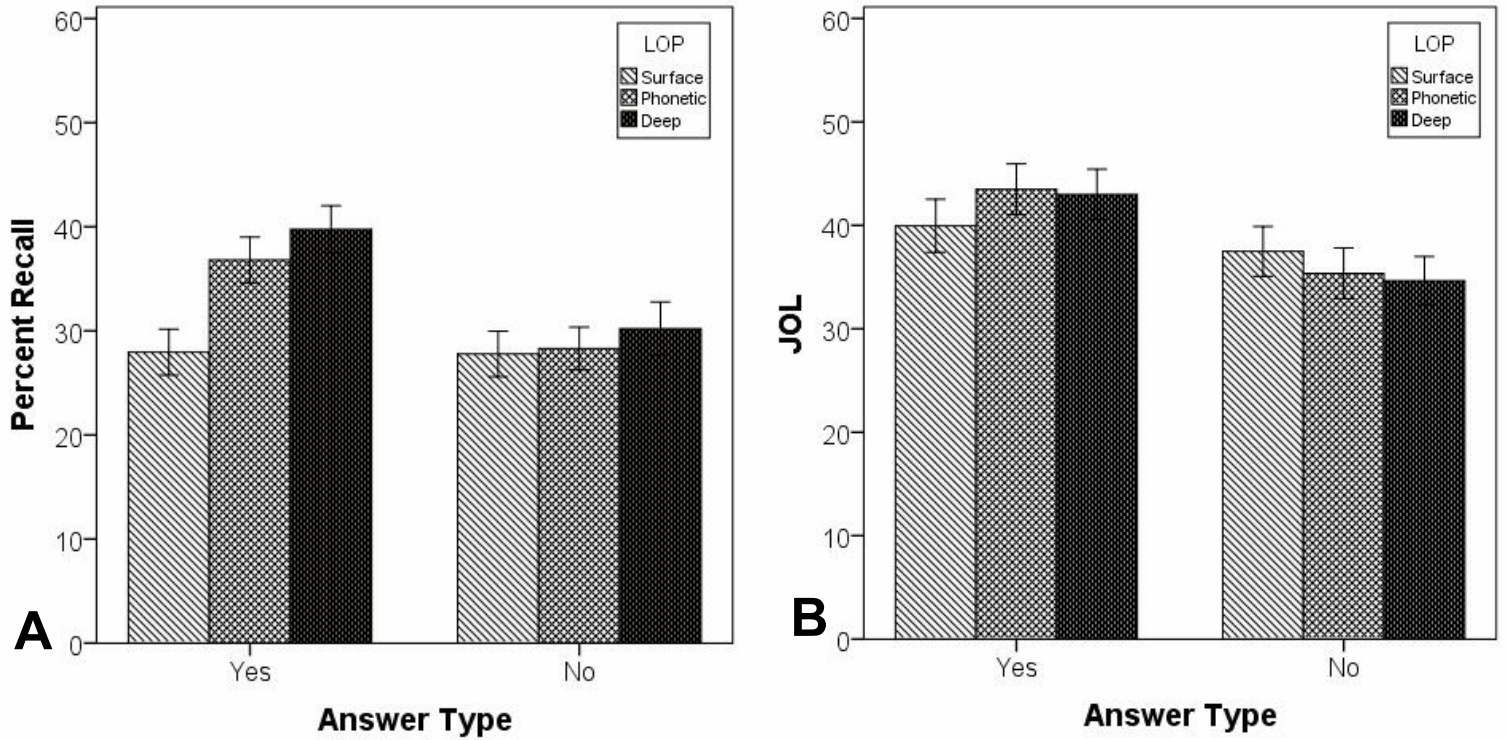 60
50
40
30
20
10
0
Percent Recall
LOP
Surface
Phonetic
Deep
A
Yes No
Answer Type
60
50
40
30
20
10
0
JOL
LOP
Surface
Phonetic
Deep
B
Yes No
Answer Type